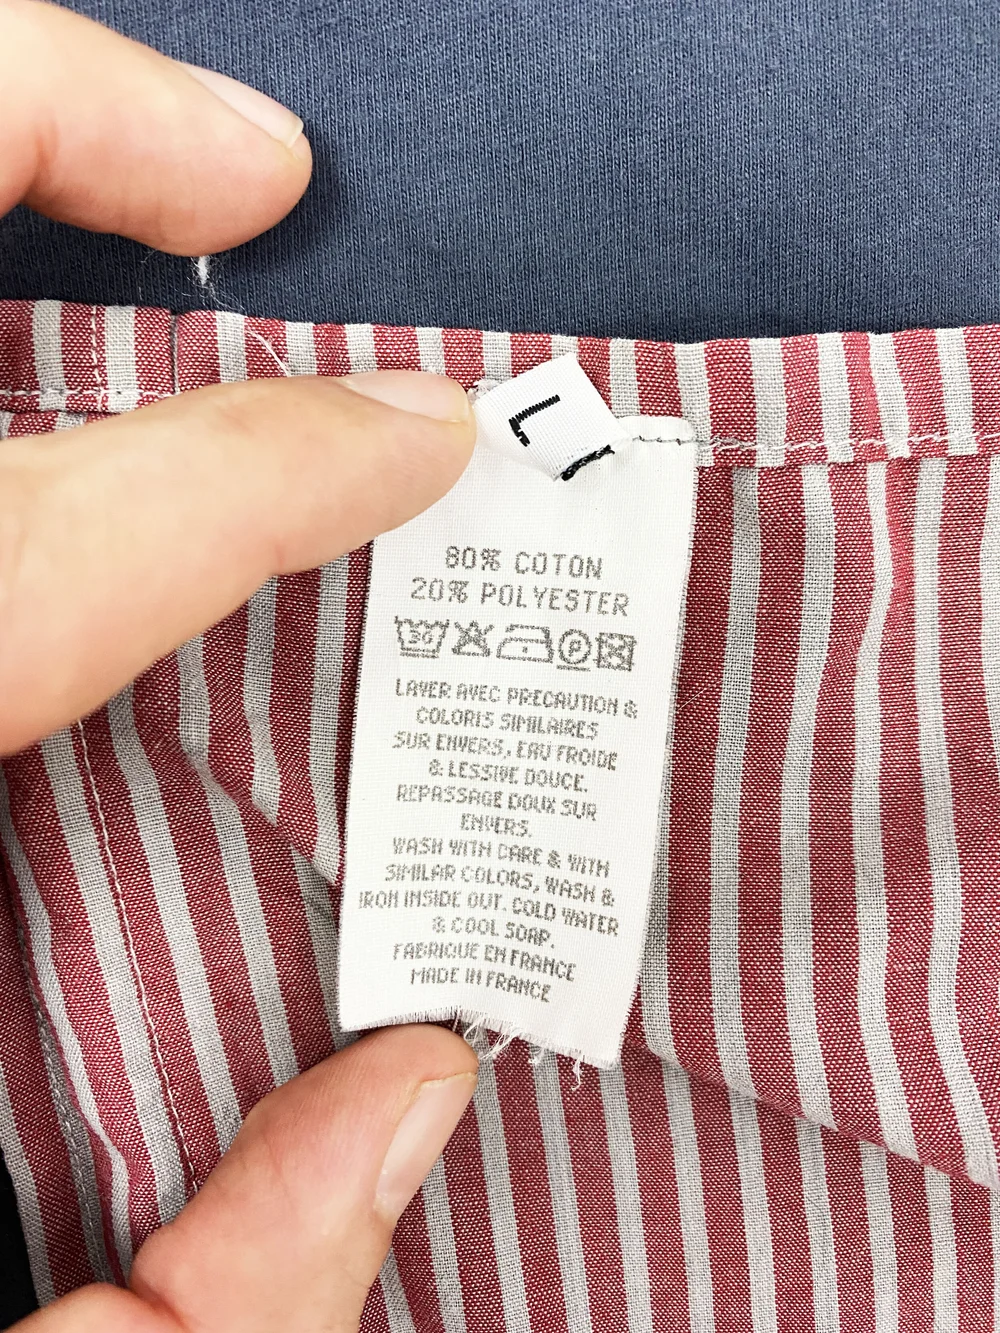 L
80% COTON
20% POLYESTER
30 P
LAVER AVEC PRECAUTION &
COLORIS SIMILAIRES
SUR ENVERS, EAU FROIDE
& LESSIVE DOUCE.
REPASSAGE DOUX SUR
ENVERS.
WASH WITH DARE & WITH
SIMILAR COLORS, WASH &
IRON INSIDE OUT. COLD WATER
& COOL SOAP.
FABRIQUE EN FRANCE
MADE IN FRANCE